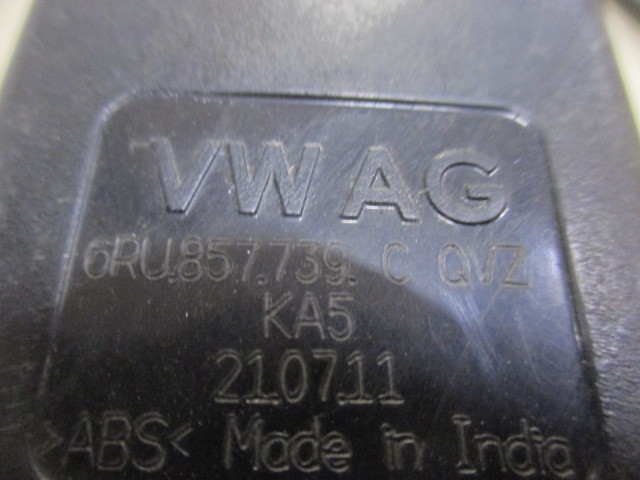 VW AG
6RU.857.739. C QVZ
KA5
21.07.11
>ABS< Made in India